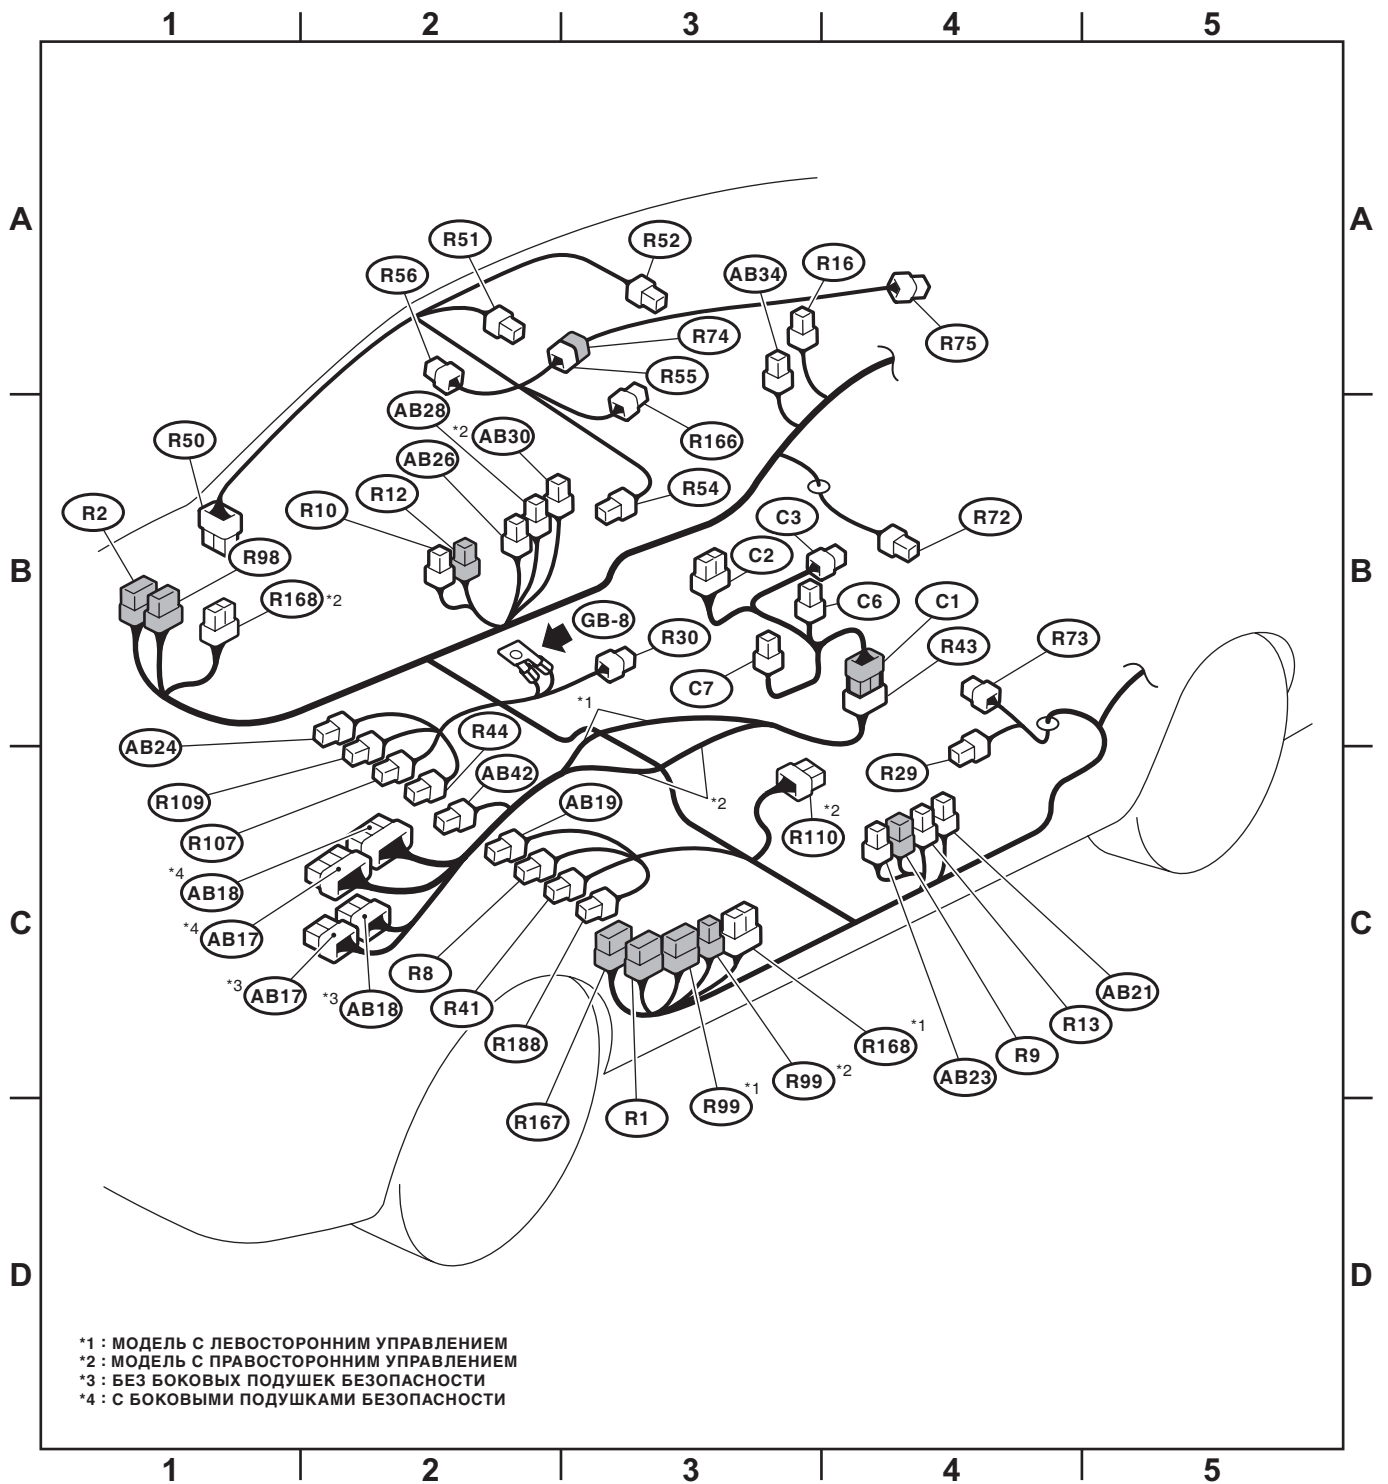 1 2 3 4 5
A A
R51 R52
R56 AB34 R16
R74 R75
R55
AB28 *2 AB30 R166
R50 AB26
R2 R10 R12 R54 C3 R72
B B
R98 C2
R168 *2 C6 C1
GB-8 R30 R43 R73
C7
*1
AB24 R44
AB42 R29
R109 AB19 *2 *2
R107 R110
*4 AB18
C C
*4 AB17
*3 AB17 *3 AB18 R8 AB21
R41 R13
R188 R168 *1 R9
R99 *2 AB23
R167 R1 R99 *1
D D
*1 : МОДЕЛЬ С ЛЕВОСТОРОННИМ УПРАВЛЕНИЕМ
*2 : МОДЕЛЬ С ПРАВОСТОРОННИМ УПРАВЛЕНИЕМ
*3 : БЕЗ БОКОВЫХ ПОДУШЕК БЕЗОПАСНОСТИ
*4 : С БОКОВЫМИ ПОДУШКАМИ БЕЗОПАСНОСТИ
1 2 3 4 5